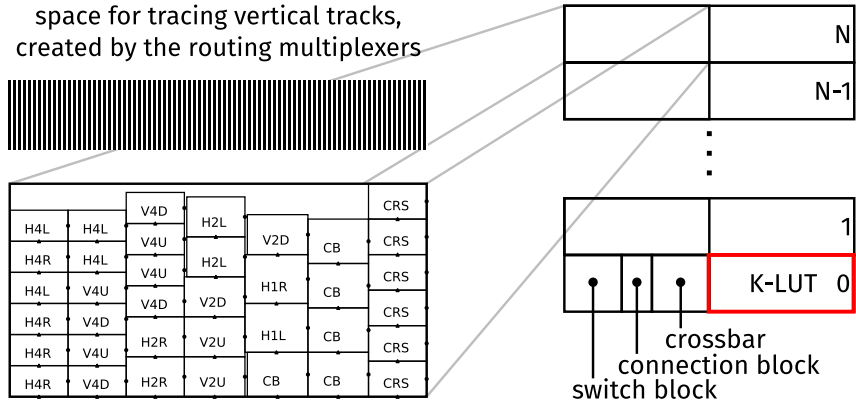 space for tracing vertical tracks,
created by the routing multiplexers
N
N-1
1
K-LUT 0
crossbar
connection block
switch block
CRS
V4D H2L
H4L H4L V4U V2D CB CRS
H4R H4L V4U H2L CRS
H4L V4U V4D V2D H1R CB CRS
H4R V4D CRS
H4R V4U H2R V2U H1L CB CRS
H4R V4D H2R V2U CB CB CRS